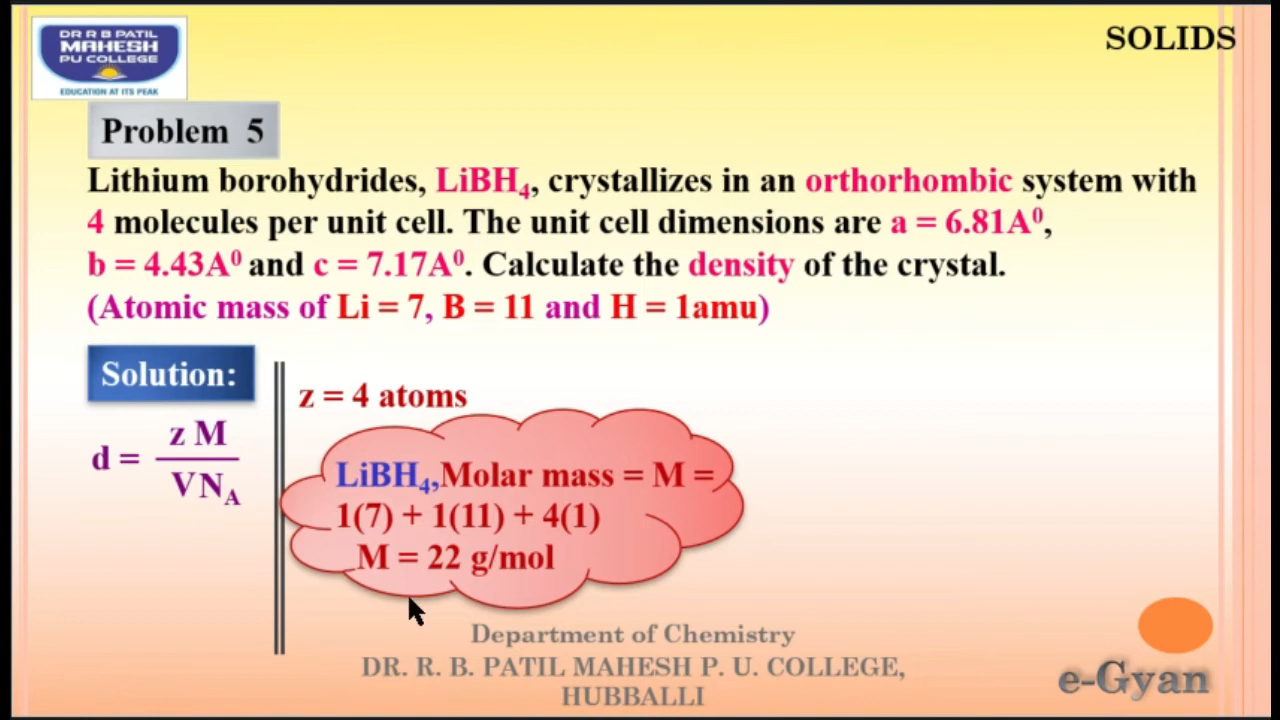 DR R B PATIL
MAHESH
PU COLLEGE
EDUCATION AT ITS PEAK
SOLIDS
Problem 5
Lithium borohydrides, LiBH₄, crystallizes in an orthorhombic system with
4 molecules per unit cell. The unit cell dimensions are a = 6.81A⁰,
b = 4.43A⁰ and c = 7.17A⁰. Calculate the density of the crystal.
(Atomic mass of Li = 7, B = 11 and H = 1amu)
Solution:
z = 4 atoms
d = z M / VN_A
LiBH₄,Molar mass = M =
1(7) + 1(11) + 4(1)
M = 22 g/mol
Department of Chemistry
DR. R. B. PATIL MAHESH P. U. COLLEGE,
HUBBALLI
e-Gyan